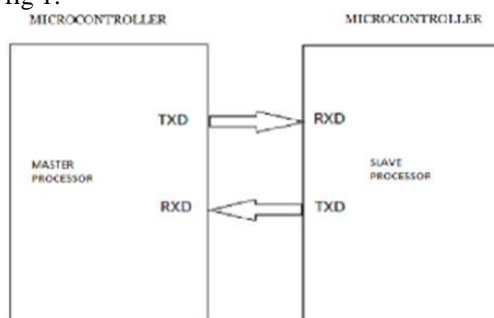 MICROCONTROLLER MICROCONTROLLER
TXD RXD
MASTER PROCESSOR
SLAVE PROCESSOR
RXD TXD